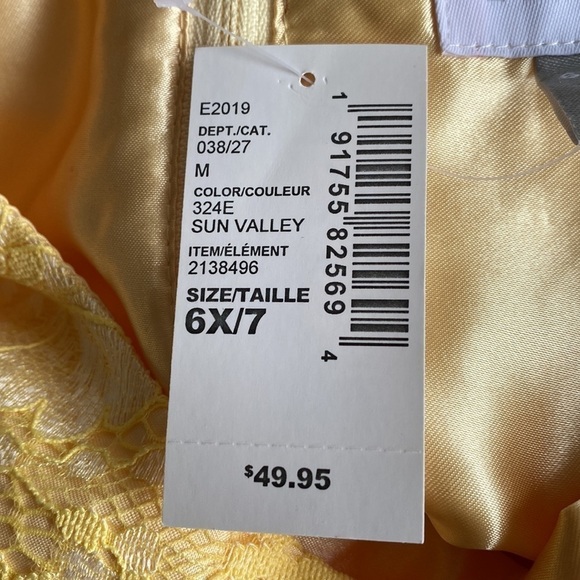 E2019
DEPT./CAT.
038/27
M
COLOR/COULEUR
324E
SUN VALLEY
ITEM/ÉLÉMENT
2138496
SIZE/TAILLE
6X/7
1 91755 82569 4
$49.95